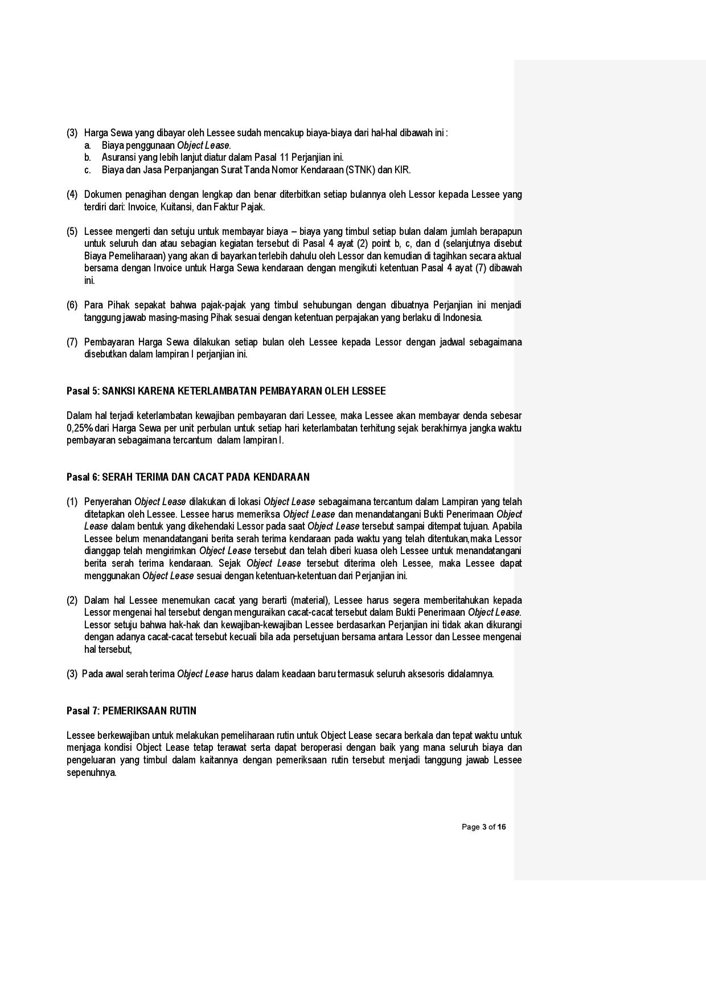 (3) Harga Sewa yang dibayar oleh Lessee sudah mencakup biaya-biaya dari hal-hal dibawah ini :
a. Biaya penggunaan Object Lease.
b. Asuransi yang lebih lanjut diatur dalam Pasal 11 Perjanjian ini.
c. Biaya dan Jasa Perpanjangan Surat Tanda Nomor Kendaraan (STNK) dan KIR.
(4) Dokumen penagihan dengan lengkap dan benar diterbitkan setiap bulannya oleh Lessor kepada Lessee yang
terdiri dari: Invoice, Kuitansi, dan Faktur Pajak.
(5) Lessee mengerti dan setuju untuk membayar biaya – biaya yang timbul setiap bulan dalam jumlah berapapun
untuk seluruh dan atau sebagian kegiatan tersebut di Pasal 4 ayat (2) point b, c, dan d (selanjutnya disebut
Biaya Pemeliharaan) yang akan di bayarkan terlebih dahulu oleh Lessor dan kemudian di tagihkan secara aktual
bersama dengan Invoice untuk Harga Sewa kendaraan dengan mengikuti ketentuan Pasal 4 ayat (7) dibawah
ini.
(6) Para Pihak sepakat bahwa pajak-pajak yang timbul sehubungan dengan dibuatnya Perjanjian ini menjadi
tanggung jawab masing-masing Pihak sesuai dengan ketentuan perpajakan yang berlaku di Indonesia.
(7) Pembayaran Harga Sewa dilakukan setiap bulan oleh Lessee kepada Lessor dengan jadwal sebagaimana
disebutkan dalam lampiran I perjanjian ini.
Pasal 5: SANKSI KARENA KETERLAMBATAN PEMBAYARAN OLEH LESSEE
Dalam hal terjadi keterlambatan kewajiban pembayaran dari Lessee, maka Lessee akan membayar denda sebesar
0,25% dari Harga Sewa per unit perbulan untuk setiap hari keterlambatan terhitung sejak berakhirnya jangka waktu
pembayaran sebagaimana tercantum dalam lampiran I.
Pasal 6: SERAH TERIMA DAN CACAT PADA KENDARAAN
(1) Penyerahan Object Lease dilakukan di lokasi Object Lease sebagaimana tercantum dalam Lampiran yang telah
ditetapkan oleh Lessee. Lessee harus memeriksa Object Lease dan menandatangani Bukti Penerimaan Object
Lease dalam bentuk yang dikehendaki Lessor pada saat Object Lease tersebut sampai ditempat tujuan. Apabila
Lessee belum menandatangani berita serah terima kendaraan pada waktu yang telah ditentukan,maka Lessor
dianggap telah mengirimkan Object Lease tersebut dan telah diberi kuasa oleh Lessee untuk menandatangani
berita serah terima kendaraan. Sejak Object Lease tersebut diterima oleh Lessee, maka Lessee dapat
menggunakan Object Lease sesuai dengan ketentuan-ketentuan dari Perjanjian ini.
(2) Dalam hal Lessee menemukan cacat yang berarti (material), Lessee harus segera memberitahukan kepada
Lessor mengenai hal tersebut dengan menguraikan cacat-cacat tersebut dalam Bukti Penerimaan Object Lease.
Lessor setuju bahwa hak-hak dan kewajiban-kewajiban Lessee berdasarkan Perjanjian ini tidak akan dikurangi
dengan adanya cacat-cacat tersebut kecuali bila ada persetujuan bersama antara Lessor dan Lessee mengenai
hal tersebut,
(3) Pada awal serah terima Object Lease harus dalam keadaan baru termasuk seluruh aksesoris didalamnya.
Pasal 7: PEMERIKSAAN RUTIN
Lessee berkewajiban untuk melakukan pemeliharaan rutin untuk Object Lease secara berkala dan tepat waktu untuk
menjaga kondisi Object Lease tetap terawat serta dapat beroperasi dengan baik yang mana seluruh biaya dan
pengeluaran yang timbul dalam kaitannya dengan pemeriksaan rutin tersebut menjadi tanggung jawab Lessee
sepenuhnya.
Page 3 of 16